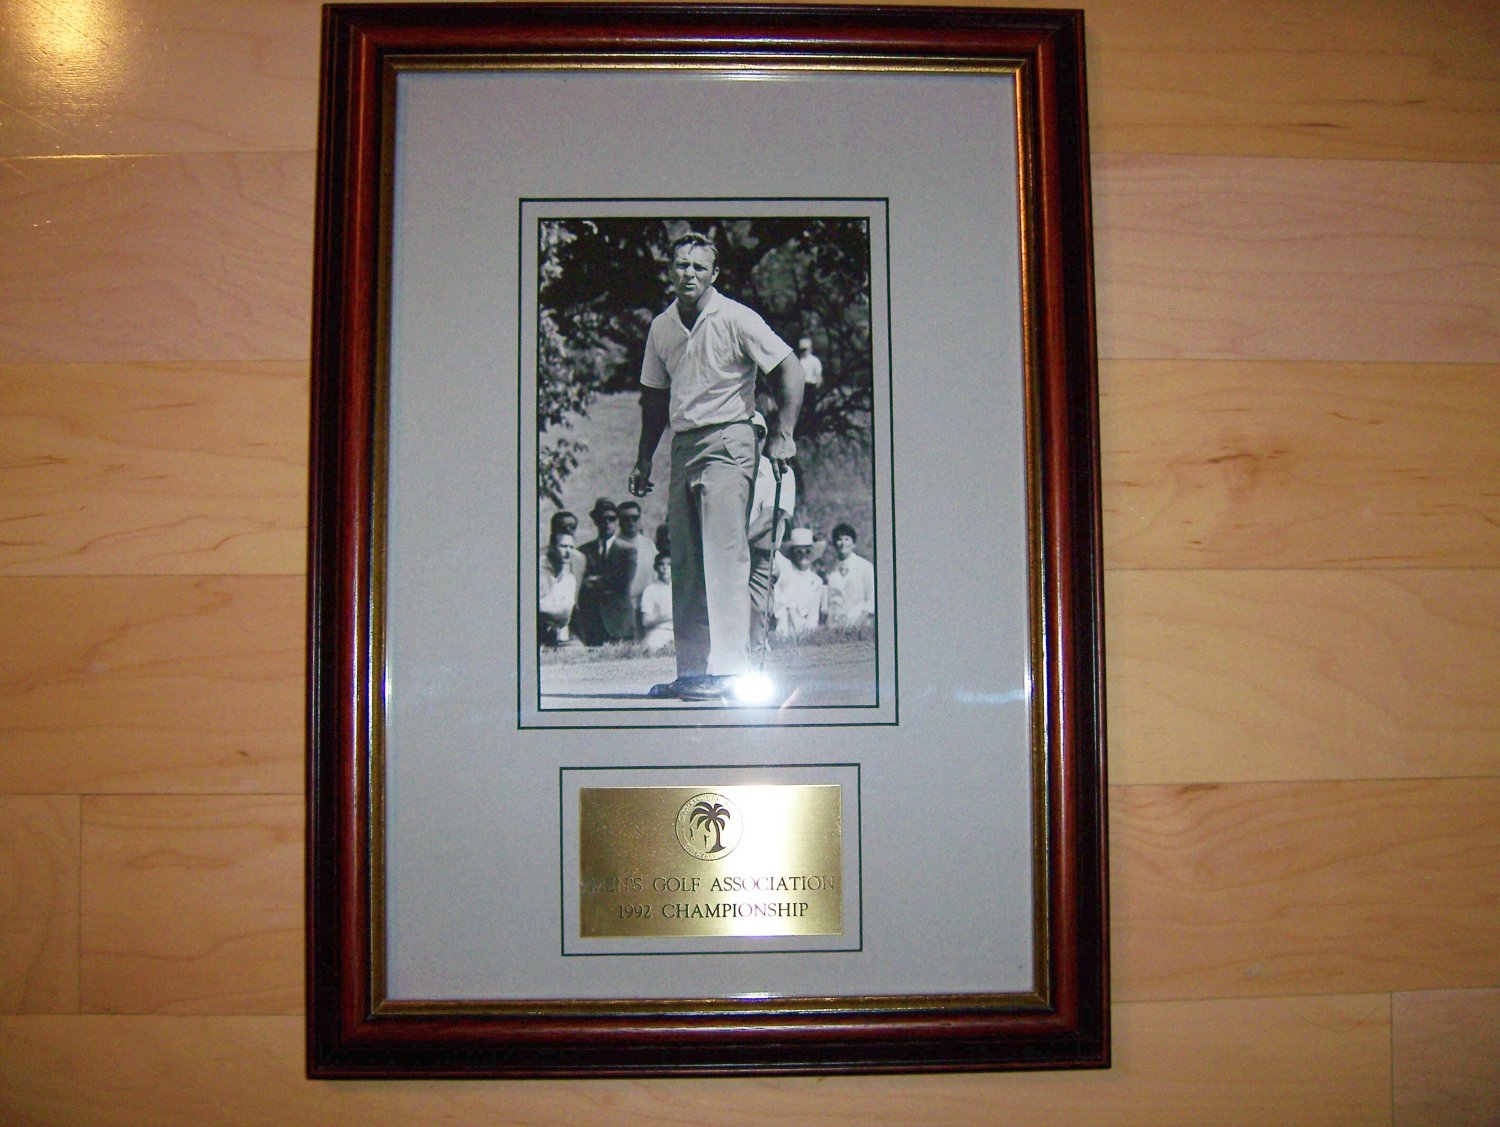 MEN'S GOLF ASSOCIATION
1992 CHAMPIONSHIP